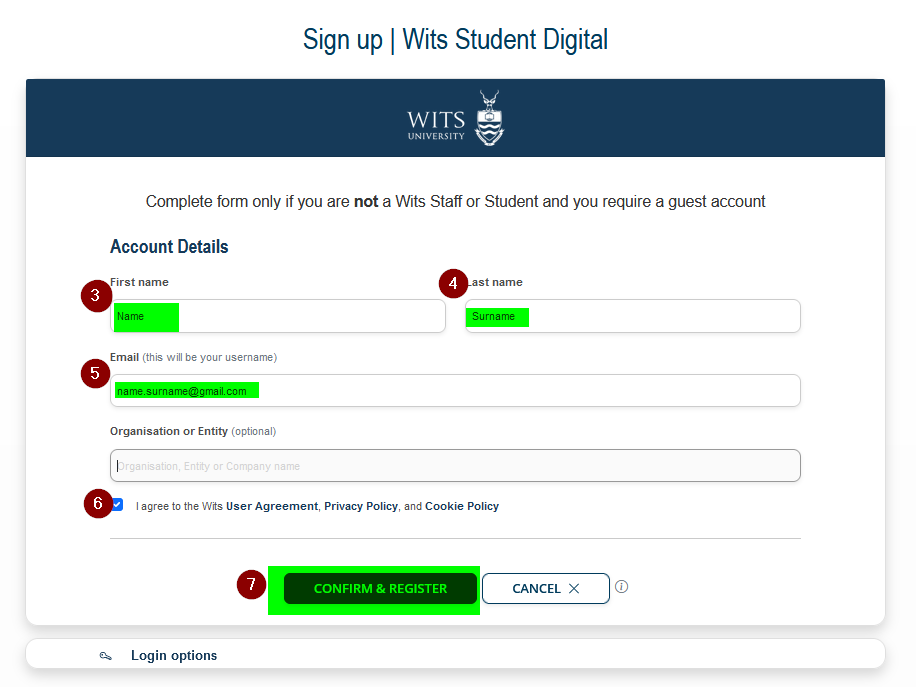 Sign up | Wits Student Digital
WITS
UNIVERSITY
Complete form only if you are not a Wits Staff or Student and you require a guest account
Account Details
3 First name 4 Last name
Name Surname
5 Email (this will be your username)
name.surname@gmail.com
Organisation or Entity (optional)
Organisation, Entity or Company name
6 I agree to the Wits User Agreement, Privacy Policy, and Cookie Policy
7 CONFIRM & REGISTER CANCEL
Login options